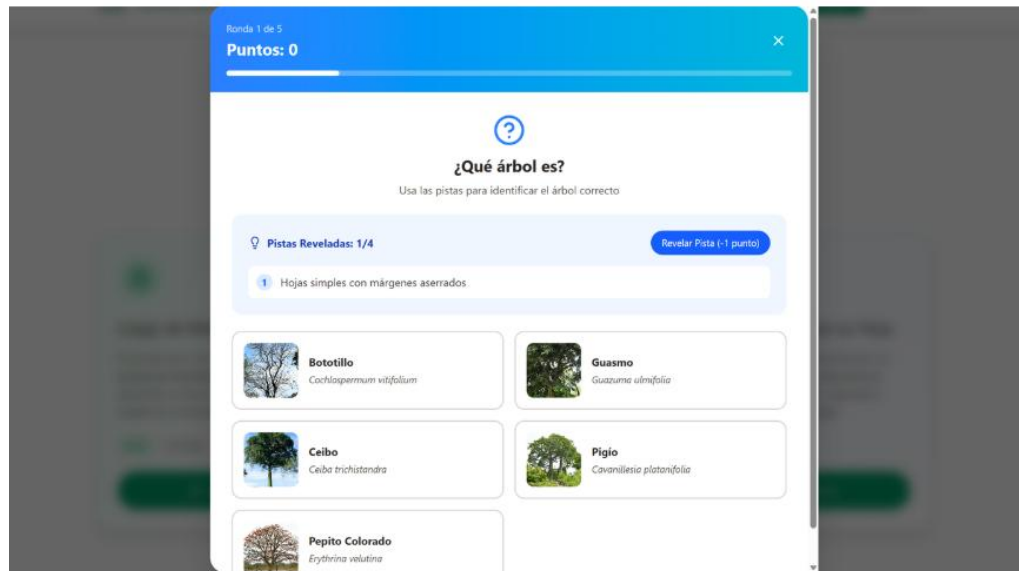 Ronda 1 de 5
Puntos: 0
¿Qué árbol es?
Usa las pistas para identificar el árbol correcto
Pistas Reveladas: 1/4
Revelar Pista (-1 punto)
1 Hojas simples con márgenes aserrados
Bototillo
Cochlospermum vitifolium
Guasmo
Guazuma ulmifolia
Ceibo
Ceiba trichistandra
Pigío
Cavanillesia platanifolia
Pepito Colorado
Erythrina velutina